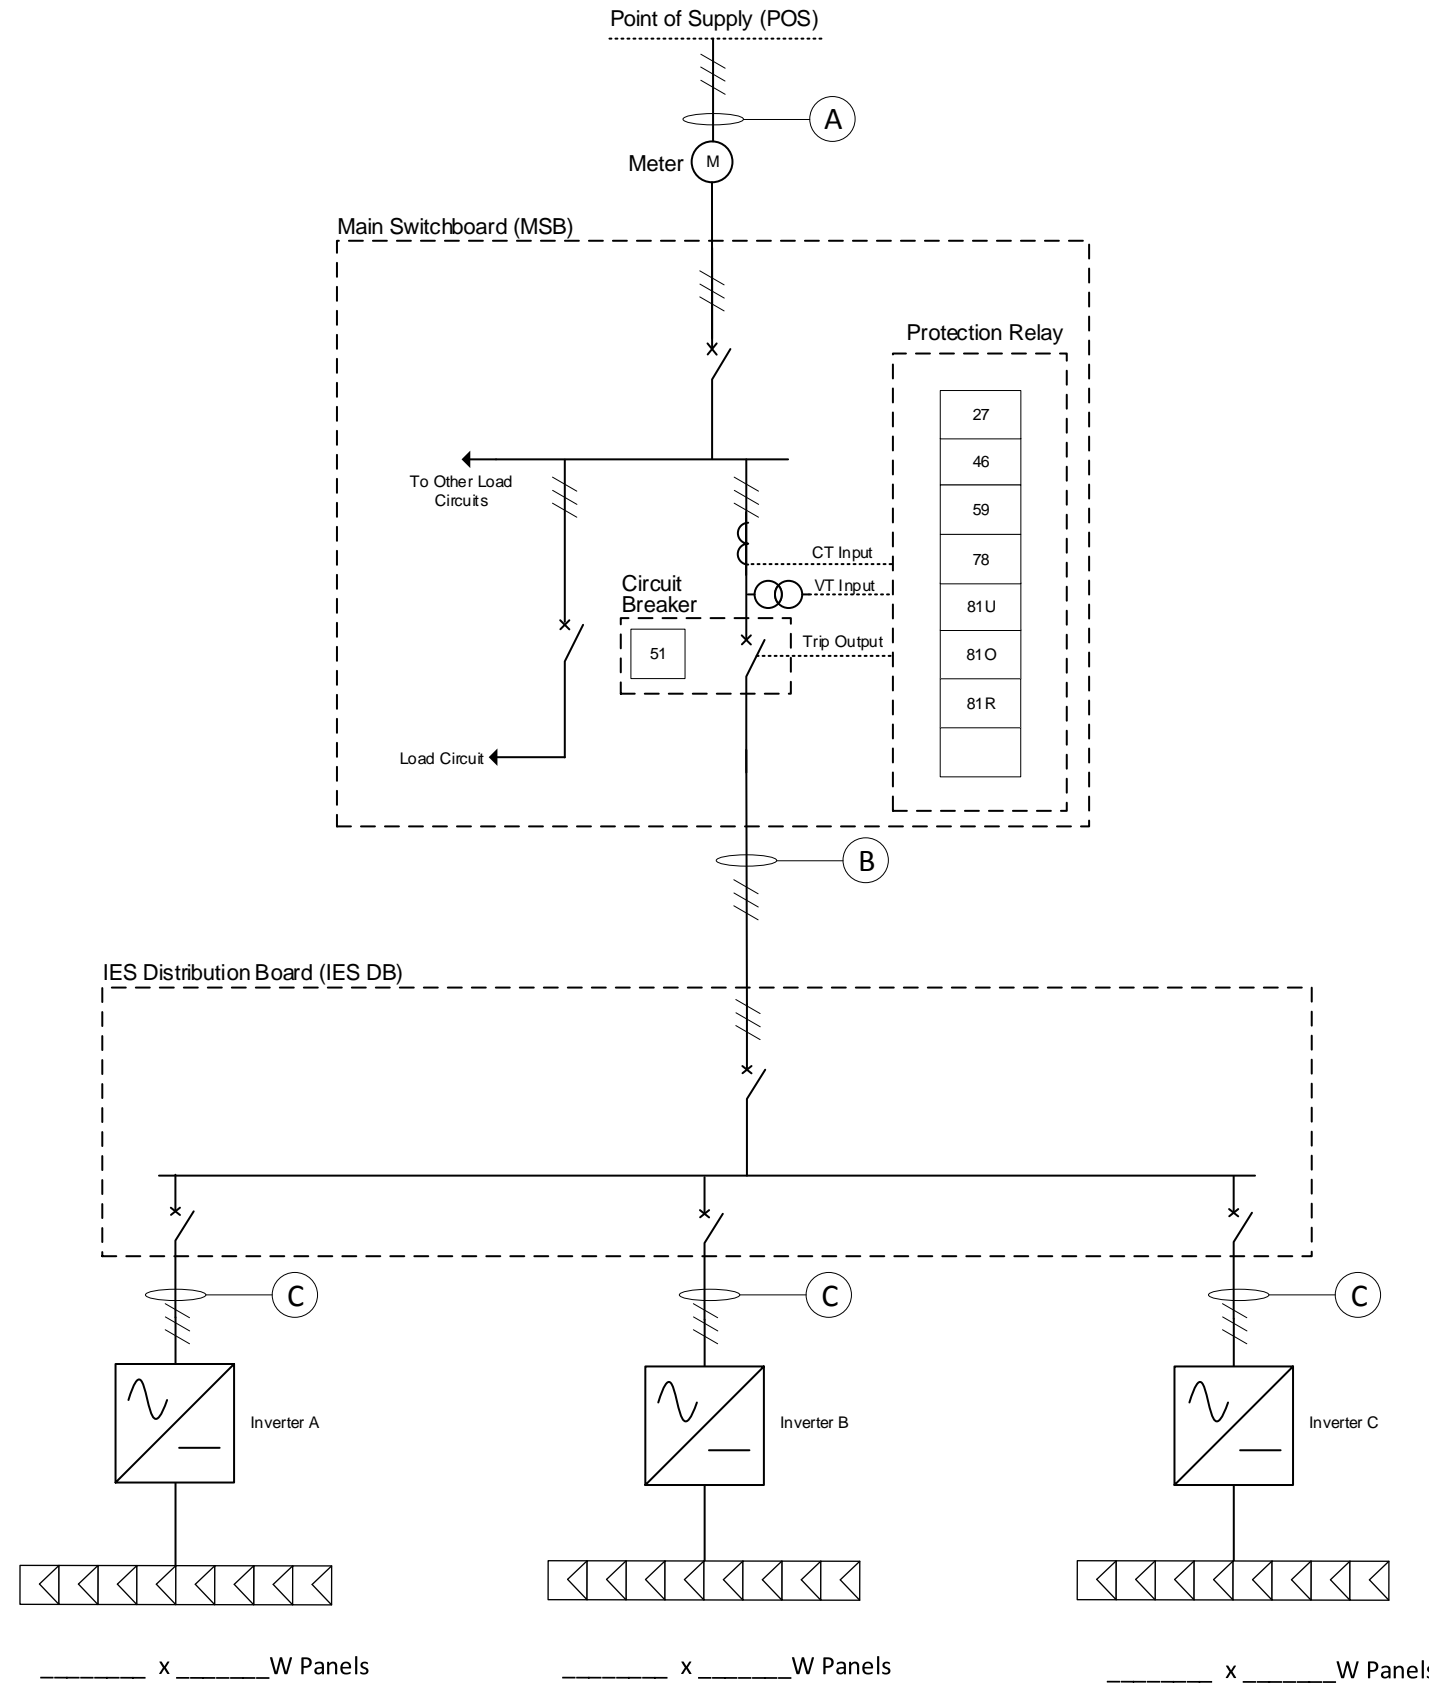 Point of Supply (POS)
A
Meter
M
Main Switchboard (MSB)
Protection Relay
27
46
59
78
81U
81O
81R
To Other Load
Circuits
CT Input
VT Input
Circuit
Breaker
51
Trip Output
Load Circuit
B
IES Distribution Board (IES DB)
C
C
C
Inverter A
Inverter B
Inverter C
________ x _______W Panels
________ x _______W Panels
________ x _______W Panels